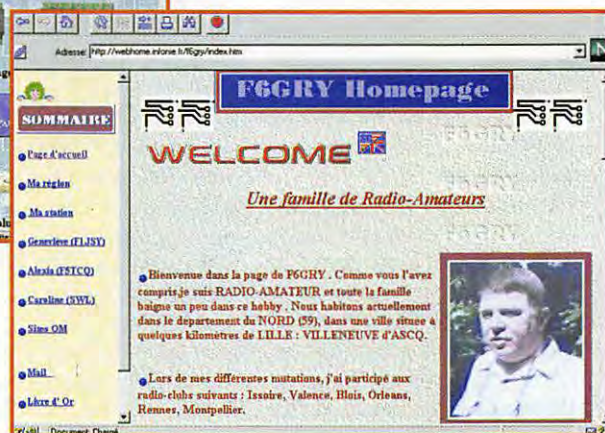 Adresse http://webhome.infonie.fr/f6gry/index.htm
N
F6GRY Homepage
SOMMAIRE
Page d'accueil
Ma région
Ma station
Geneviève (F1JSY)
Alexis (F5TCQ)
Caroline (SWL)
Sites OM
Mail
Livre d'Or
WELCOME
Une famille de Radio-Amateurs
Bienvenue dans la page de F6GRY . Comme vous l'avez
compris,je suis RADIO-AMATEUR et toute la famille
baigne un peu dans ce hobby . Nous habitons actuellement
dans le departement du NORD (59), dans une ville située à
quelques kilomètres de LILLE : VILLENEUVE d'ASCQ.
Lors de mes différentes mutations, j'ai participé aux
radio-clubs suivants : Issoire, Valence, Blois, Orleans,
Rennes, Montpellier.
Document: Chargé